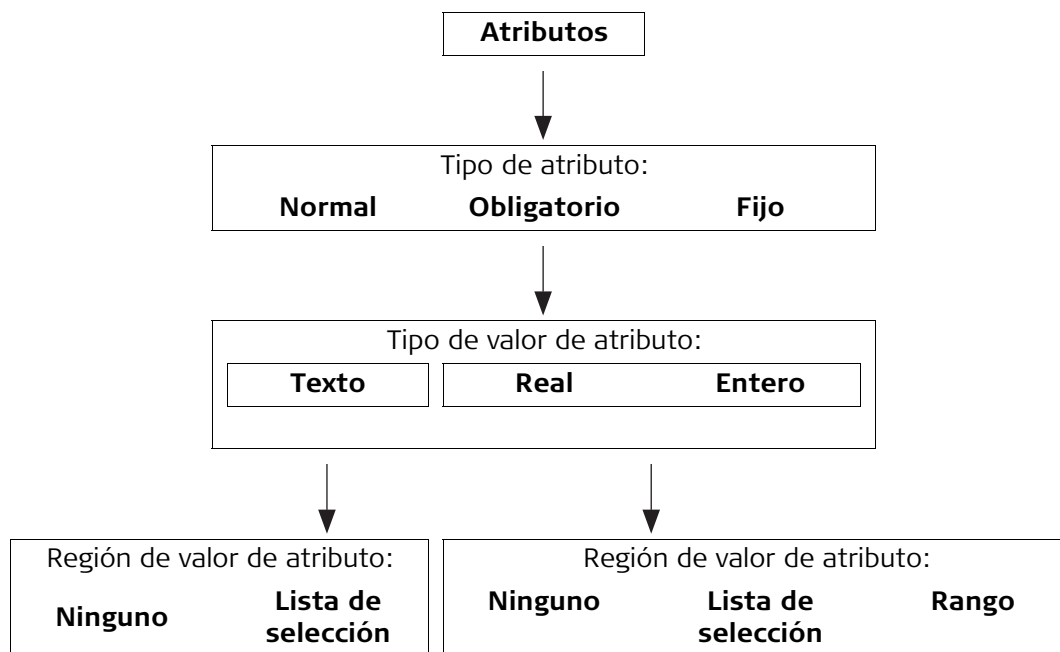 Atributos
Tipo de atributo:
Normal Obligatorio Fijo
Tipo de valor de atributo:
Texto Real Entero
Región de valor de atributo:
Ninguno Lista de
selección
Región de valor de atributo:
Ninguno Lista de Rango
selección